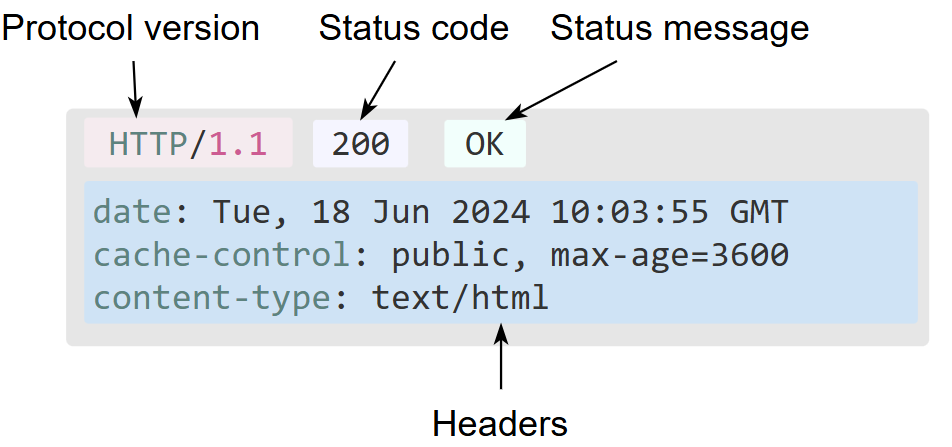 Protocol version Status code Status message
HTTP/1.1 200 OK
date: Tue, 18 Jun 2024 10:03:55 GMT
cache-control: public, max-age=3600
content-type: text/html
Headers